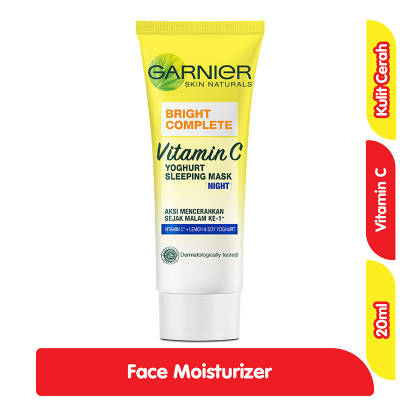 GARNIER
SKIN NATURALS
BRIGHT
COMPLETE
Vitamin C
YOGHURT
SLEEPING MASK
[NIGHT]
AKSI MENCERAHKAN
SEJAK MALAM KE-1*
VITAMIN C* + LEMON & SOY YOGHURT
Dermatologically tested
Kulit Cerah
Vitamin C
20ml
Face Moisturizer